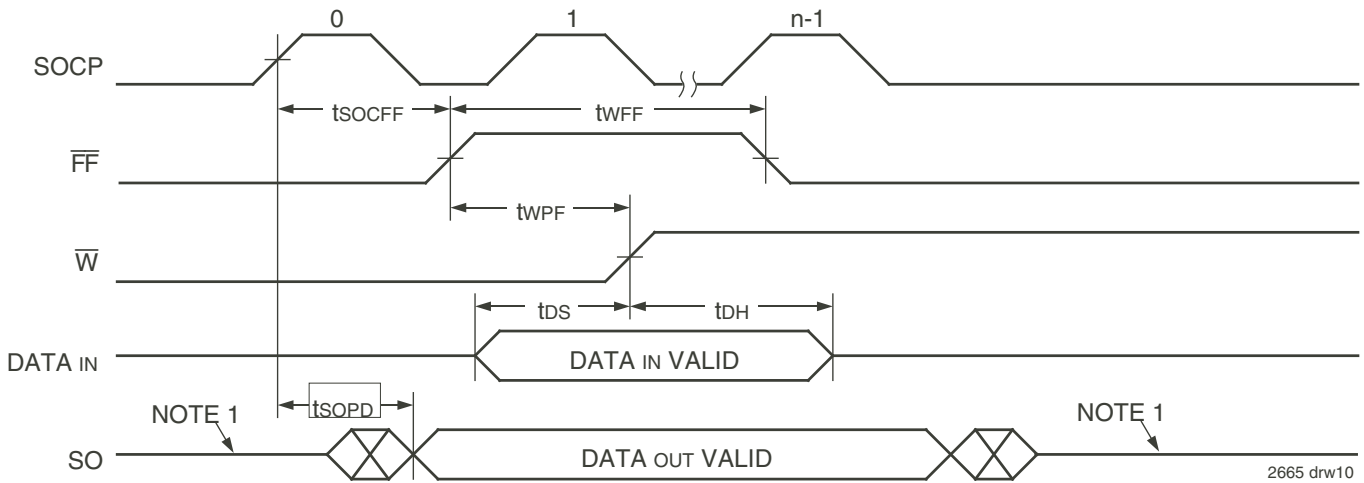 0 1 n-1
SOCP
tSOCFF tWFF
FF
tWPF
W
tDS tDH
DATA IN DATA IN VALID
tSOPD
NOTE 1 NOTE 1
SO DATA OUT VALID
2665 drw10